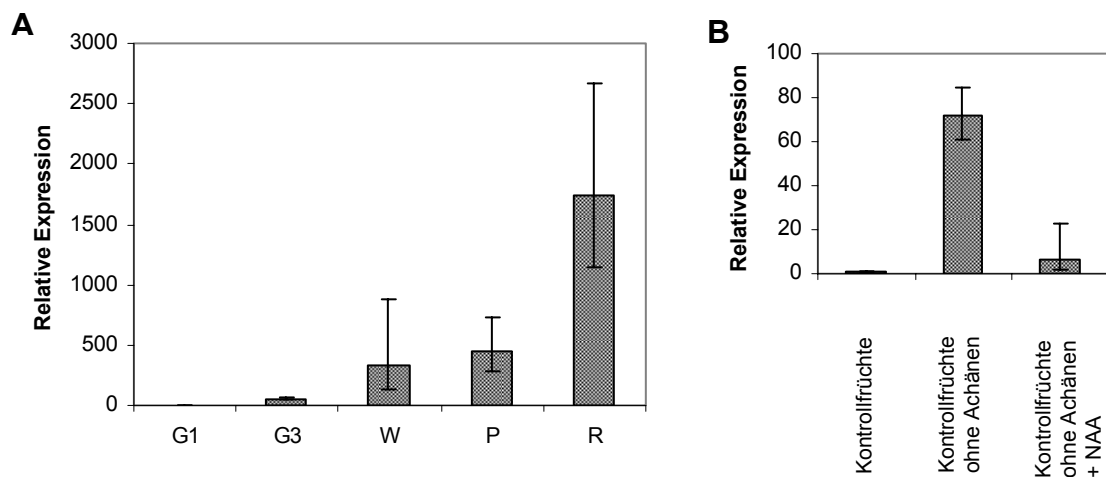 A
3000
2500
2000
1500
1000
500
0
Relative Expression
G1 G3 W P R
B
100
80
60
40
20
0
Relative Expression
Kontrollfrüchte
Kontrollfrüchte
ohne Achänen
Kontrollfrüchte
ohne Achänen
+ NAA